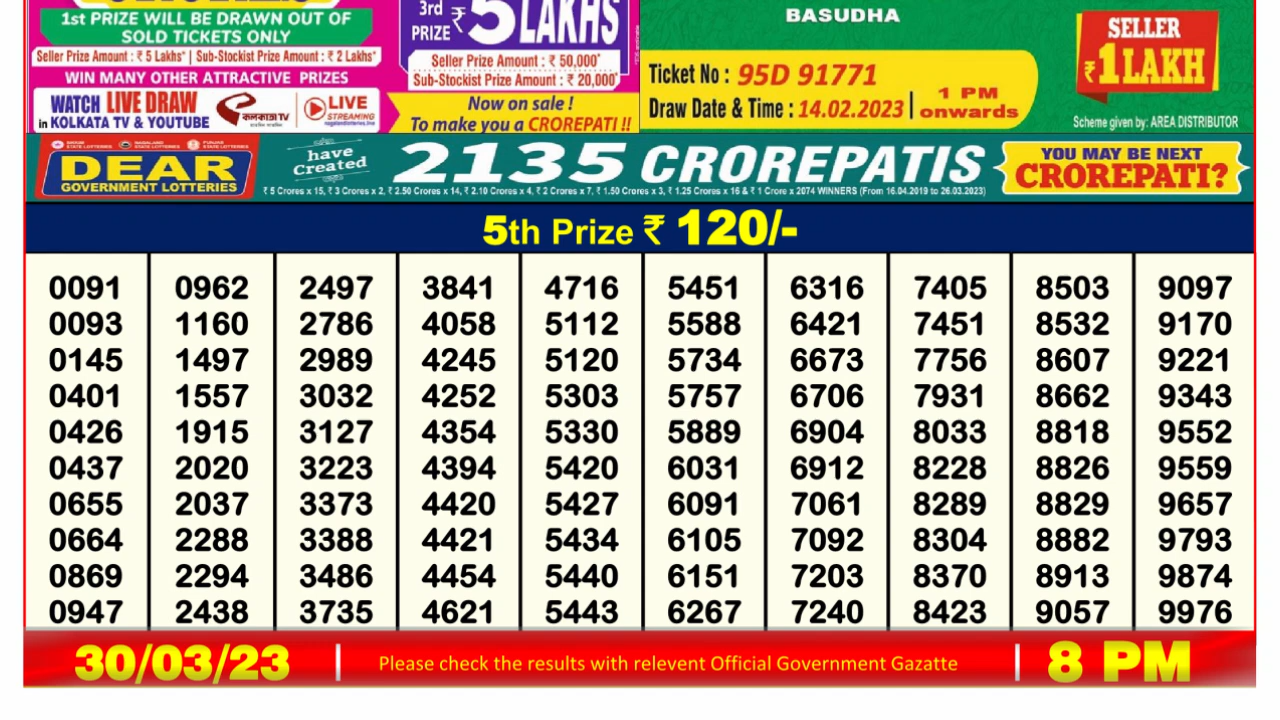 1st PRIZE WILL BE DRAWN OUT OF
SOLD TICKETS ONLY
Seller Prize Amount : ₹ 5 Lakhs* | Sub-Stockist Prize Amount : ₹ 2 Lakhs*
WIN MANY OTHER ATTRACTIVE PRIZES
WATCH LIVE DRAW
in KOLKATA TV & YOUTUBE
কলকাতা TV
LIVE
STREAMING
nagalandlotteries.live
3rd
PRIZE ₹ 5 LAKHS
Seller Prize Amount : ₹ 50,000*
Sub-Stockist Prize Amount : ₹ 20,000*
Now on sale !
To make you a CROREPATI !!
BASUDHA
Ticket No : 95D 91771
Draw Date & Time : 14.02.2023 | 1 PM onwards
SELLER
₹1LAKH
Scheme given by: AREA DISTRIBUTOR
DEAR
GOVERNMENT LOTTERIES
have
Created
2135 CROREPATIS
₹ 5 Crores x 15, ₹ 3 Crores x 2, ₹ 2.50 Crores x 14, ₹ 2.10 Crores x 4, ₹ 2 Crores x 7, ₹ 1.50 Crores x 3, ₹ 1.25 Crores x 16 & ₹ 1 Crore x 2074 WINNERS (From 16.04.2019 to 26.03.2023)
YOU MAY BE NEXT
CROREPATI?
5th Prize ₹ 120/-
0091 0962 2497 3841 4716 5451 6316 7405 8503 9097
0093 1160 2786 4058 5112 5588 6421 7451 8532 9170
0145 1497 2989 4245 5120 5734 6673 7756 8607 9221
0401 1557 3032 4252 5303 5757 6706 7931 8662 9343
0426 1915 3127 4354 5330 5889 6904 8033 8818 9552
0437 2020 3223 4394 5420 6031 6912 8228 8826 9559
0655 2037 3373 4420 5427 6091 7061 8289 8829 9657
0664 2288 3388 4421 5434 6105 7092 8304 8882 9793
0869 2294 3486 4454 5440 6151 7203 8370 8913 9874
0947 2438 3735 4621 5443 6267 7240 8423 9057 9976
30/03/23 | Please check the results with relevent Official Government Gazatte | 8 PM